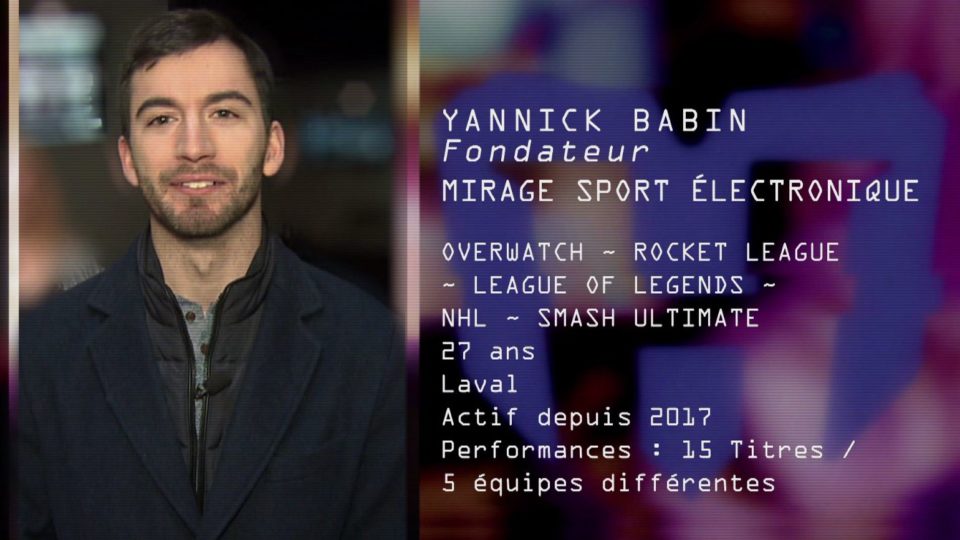 YANNICK BABIN
Fondateur
MIRAGE SPORT ÉLECTRONIQUE
OVERWATCH ~ ROCKET LEAGUE
~ LEAGUE OF LEGENDS ~
NHL ~ SMASH ULTIMATE
27 ans
Laval
Actif depuis 2017
Performances : 15 Titres /
5 équipes différentes